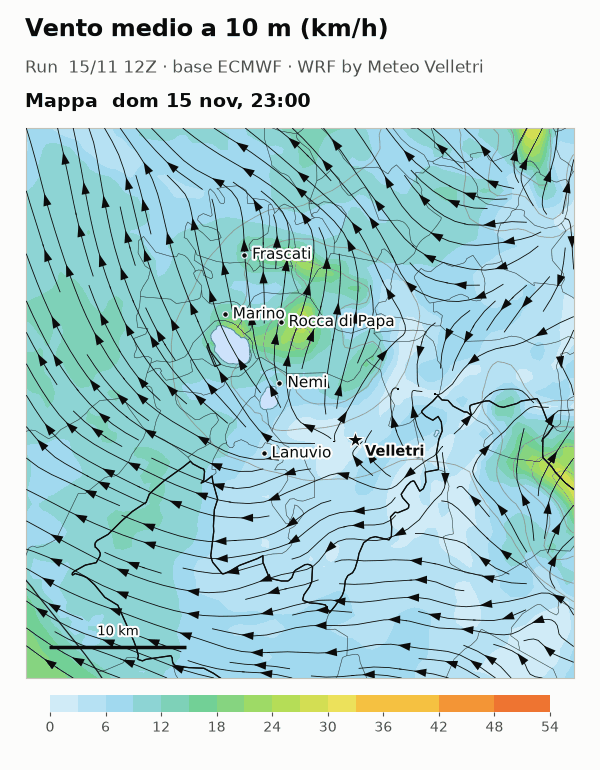 Vento medio a 10 m (km/h)
Run  15/11 12Z · base ECMWF · WRF by Meteo Velletri
Mappa  dom 15 nov, 23:00
Frascati
Marino
Rocca di Papa
Nemi
Velletri
Lanuvio
10 km
0 6 12 18 24 30 36 42 48 54